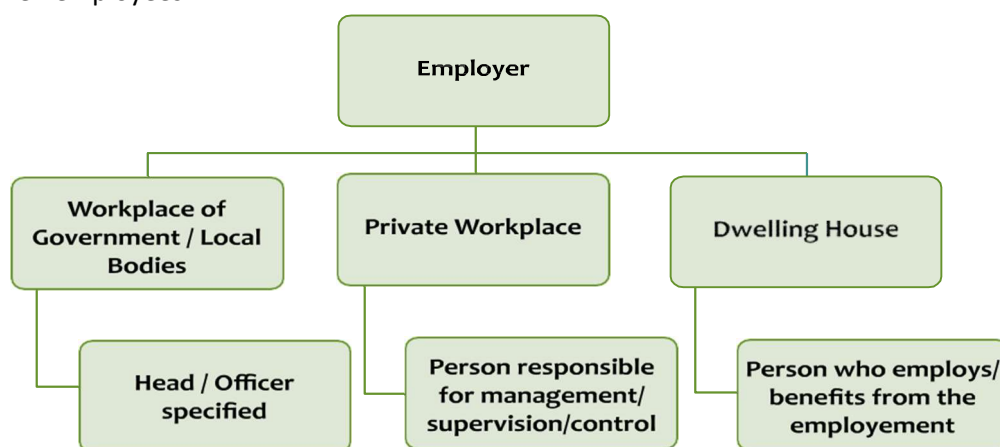 Employer
Workplace of
Government / Local
Bodies
Private Workplace
Dwelling House
Head / Officer
specified
Person responsible
for management/
supervision/control
Person who employs/
benefits from the
employement